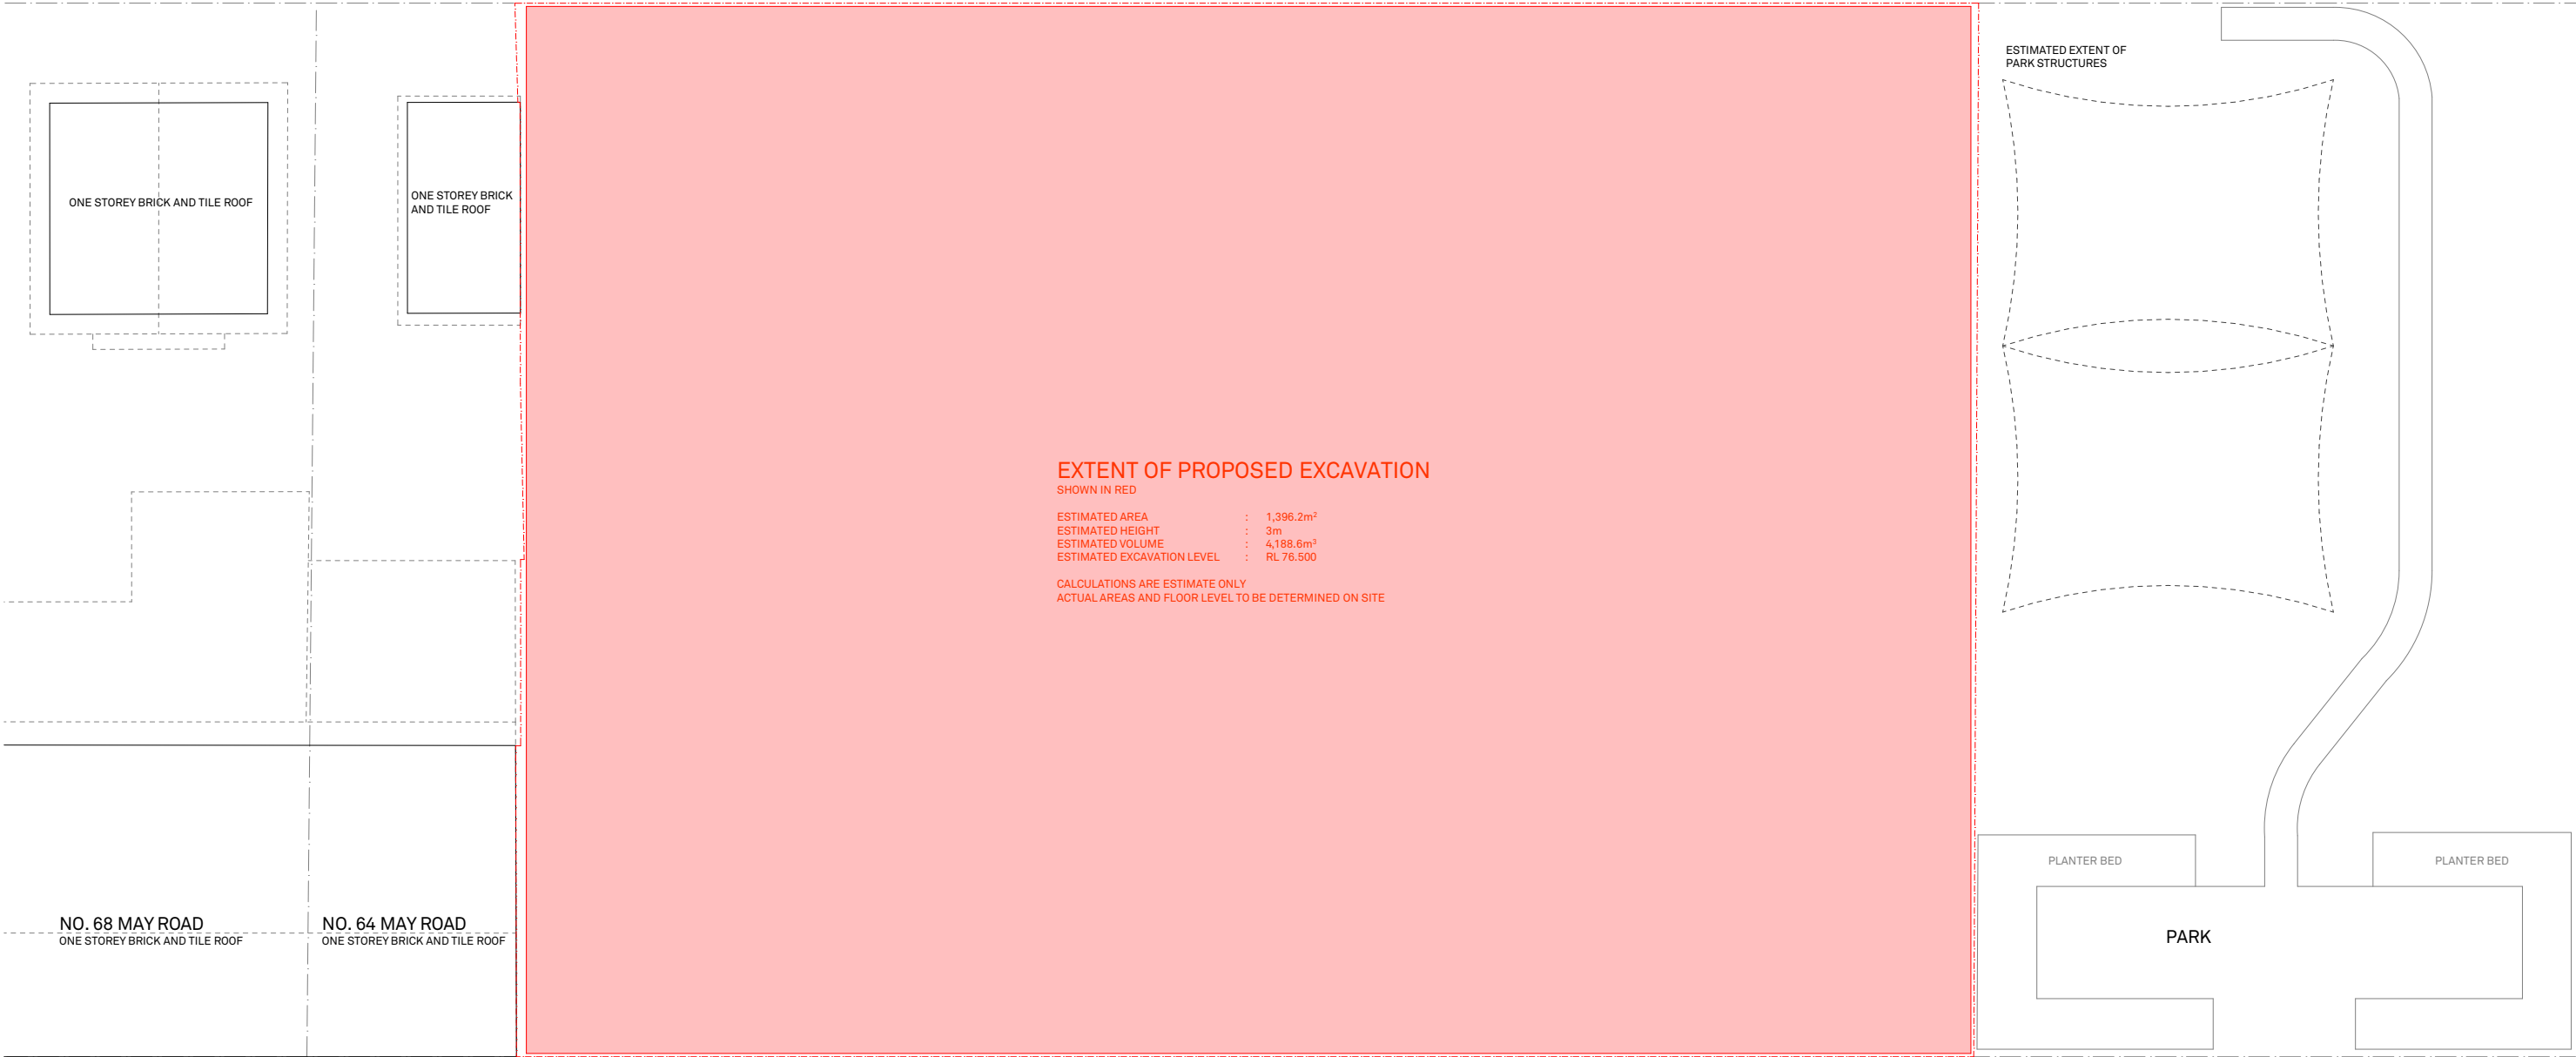 ESTIMATED EXTENT OF
PARK STRUCTURES
ONE STOREY BRICK AND TILE ROOF
ONE STOREY BRICK
AND TILE ROOF
EXTENT OF PROPOSED EXCAVATION
SHOWN IN RED
ESTIMATED AREA : 1,396.2m²
ESTIMATED HEIGHT : 3m
ESTIMATED VOLUME : 4,188.6m³
ESTIMATED EXCAVATION LEVEL : RL 76.500
CALCULATIONS ARE ESTIMATE ONLY
ACTUAL AREAS AND FLOOR LEVEL TO BE DETERMINED ON SITE
PLANTER BED
PLANTER BED
NO. 68 MAY ROAD
ONE STOREY BRICK AND TILE ROOF
NO. 64 MAY ROAD
ONE STOREY BRICK AND TILE ROOF
PARK